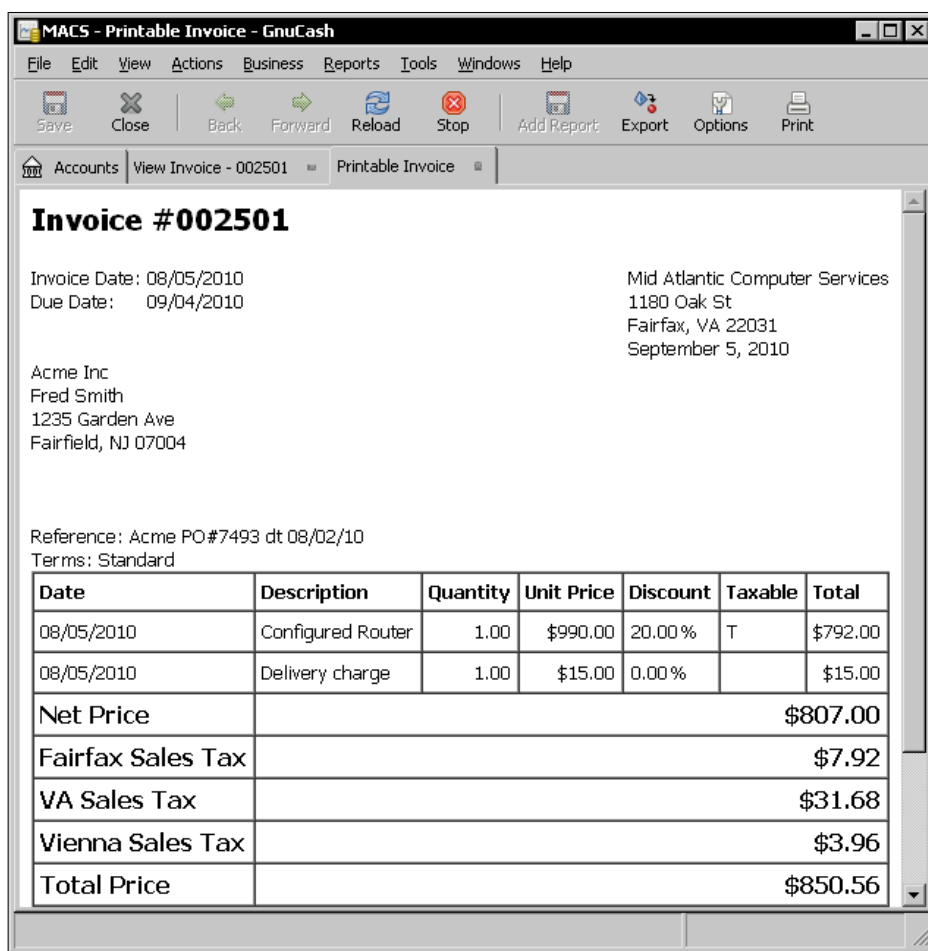 MACS - Printable Invoice - GnuCash
File Edit View Actions Business Reports Tools Windows Help
Save Close Back Forward Reload Stop Add Report Export Options Print
Accounts View Invoice - 002501 Printable Invoice
Invoice #002501
Invoice Date: 08/05/2010
Due Date: 09/04/2010
Mid Atlantic Computer Services
1180 Oak St
Fairfax, VA 22031
September 5, 2010
Acme Inc
Fred Smith
1235 Garden Ave
Fairfield, NJ 07004
Reference: Acme PO#7493 dt 08/02/10
Terms: Standard
Date Description Quantity Unit Price Discount Taxable Total
08/05/2010 Configured Router 1.00 $990.00 20.00% T $792.00
08/05/2010 Delivery charge 1.00 $15.00 0.00% $15.00
Net Price $807.00
Fairfax Sales Tax $7.92
VA Sales Tax $31.68
Vienna Sales Tax $3.96
Total Price $850.56